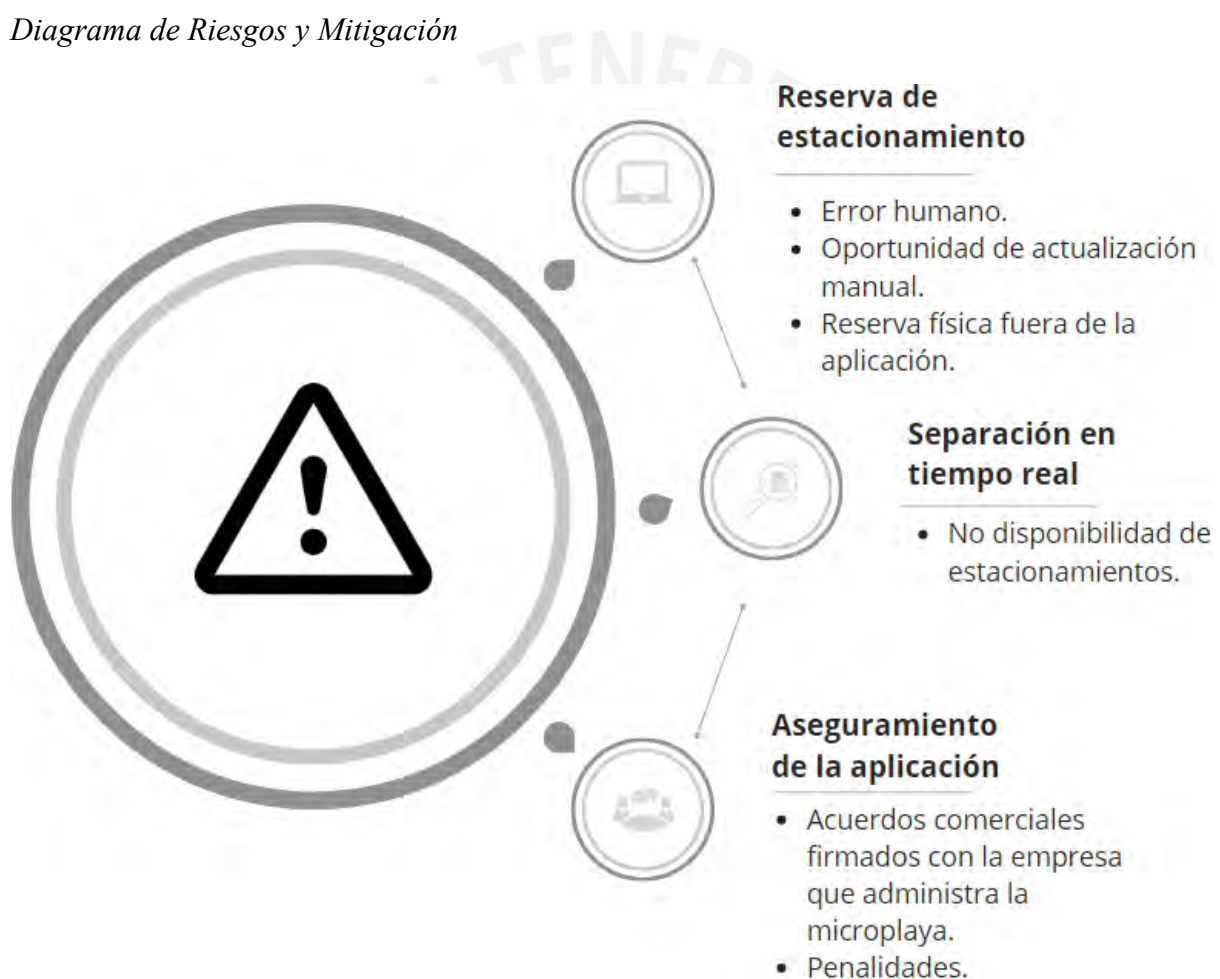 Diagrama de Riesgos y Mitigación
Reserva de
estacionamiento
• Error humano.
• Oportunidad de actualización
manual.
• Reserva física fuera de la
aplicación.
Separación en
tiempo real
• No disponibilidad de
estacionamientos.
Aseguramiento
de la aplicación
• Acuerdos comerciales
firmados con la empresa
que administra la
microplaya.
• Penalidades.